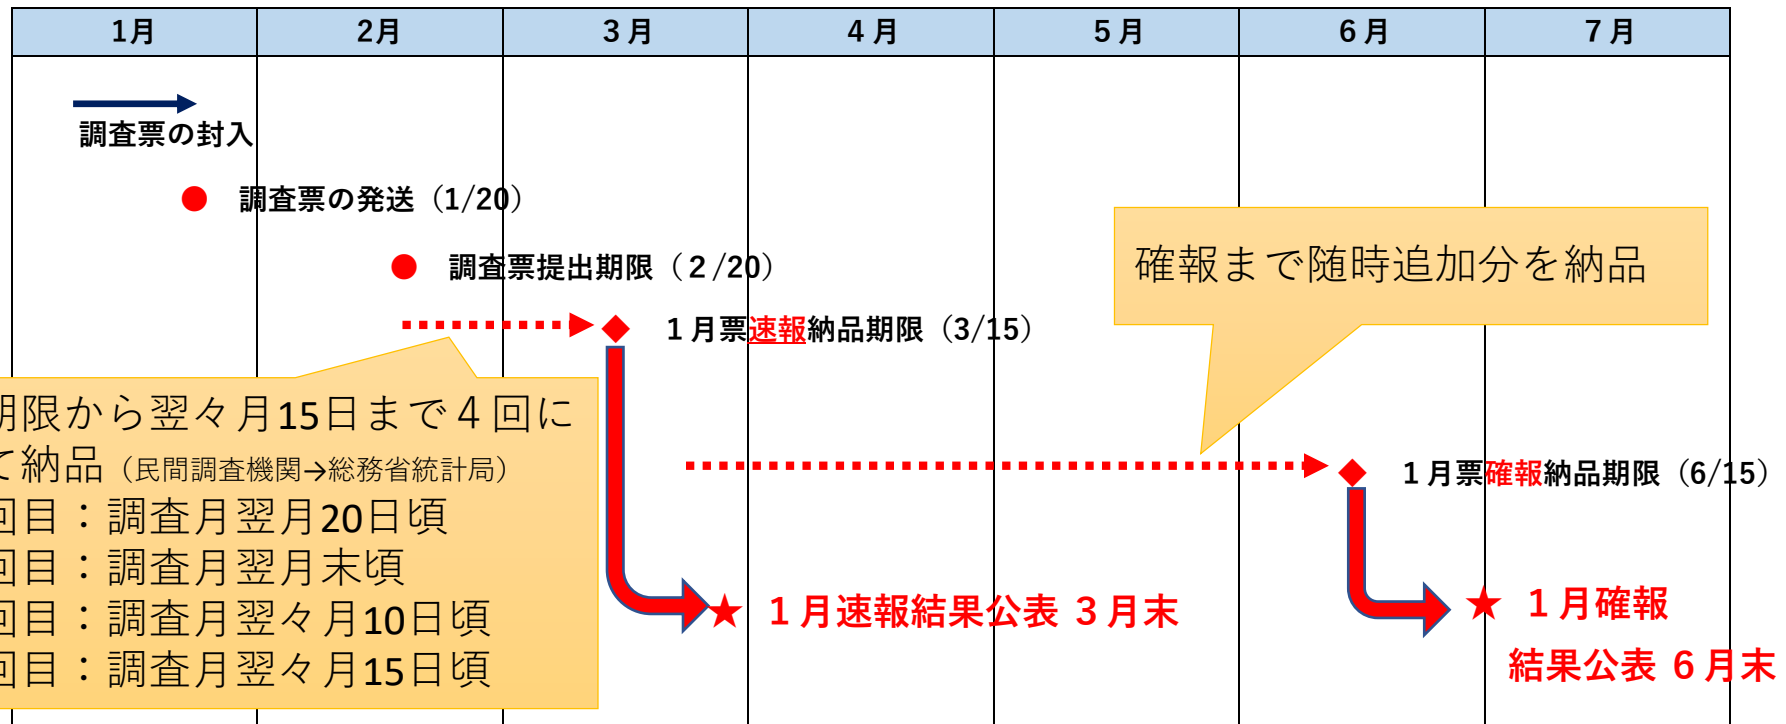 1月
2月
３月
４月
５月
６月
７月
調査票の封入
調査票の発送（1/20）
調査票提出期限（２/20）
１月票速報納品期限（3/15）
確報まで随時追加分を納品
期限から翌々月15日まで４回に
て納品（民間調査機関→総務省統計局）
回目：調査月翌月20日頃
回目：調査月翌月末頃
回目：調査月翌々月10日頃
回目：調査月翌々月15日頃
１月票確報納品期限（6/15）
１月速報結果公表 ３月末
１月確報
結果公表 ６月末